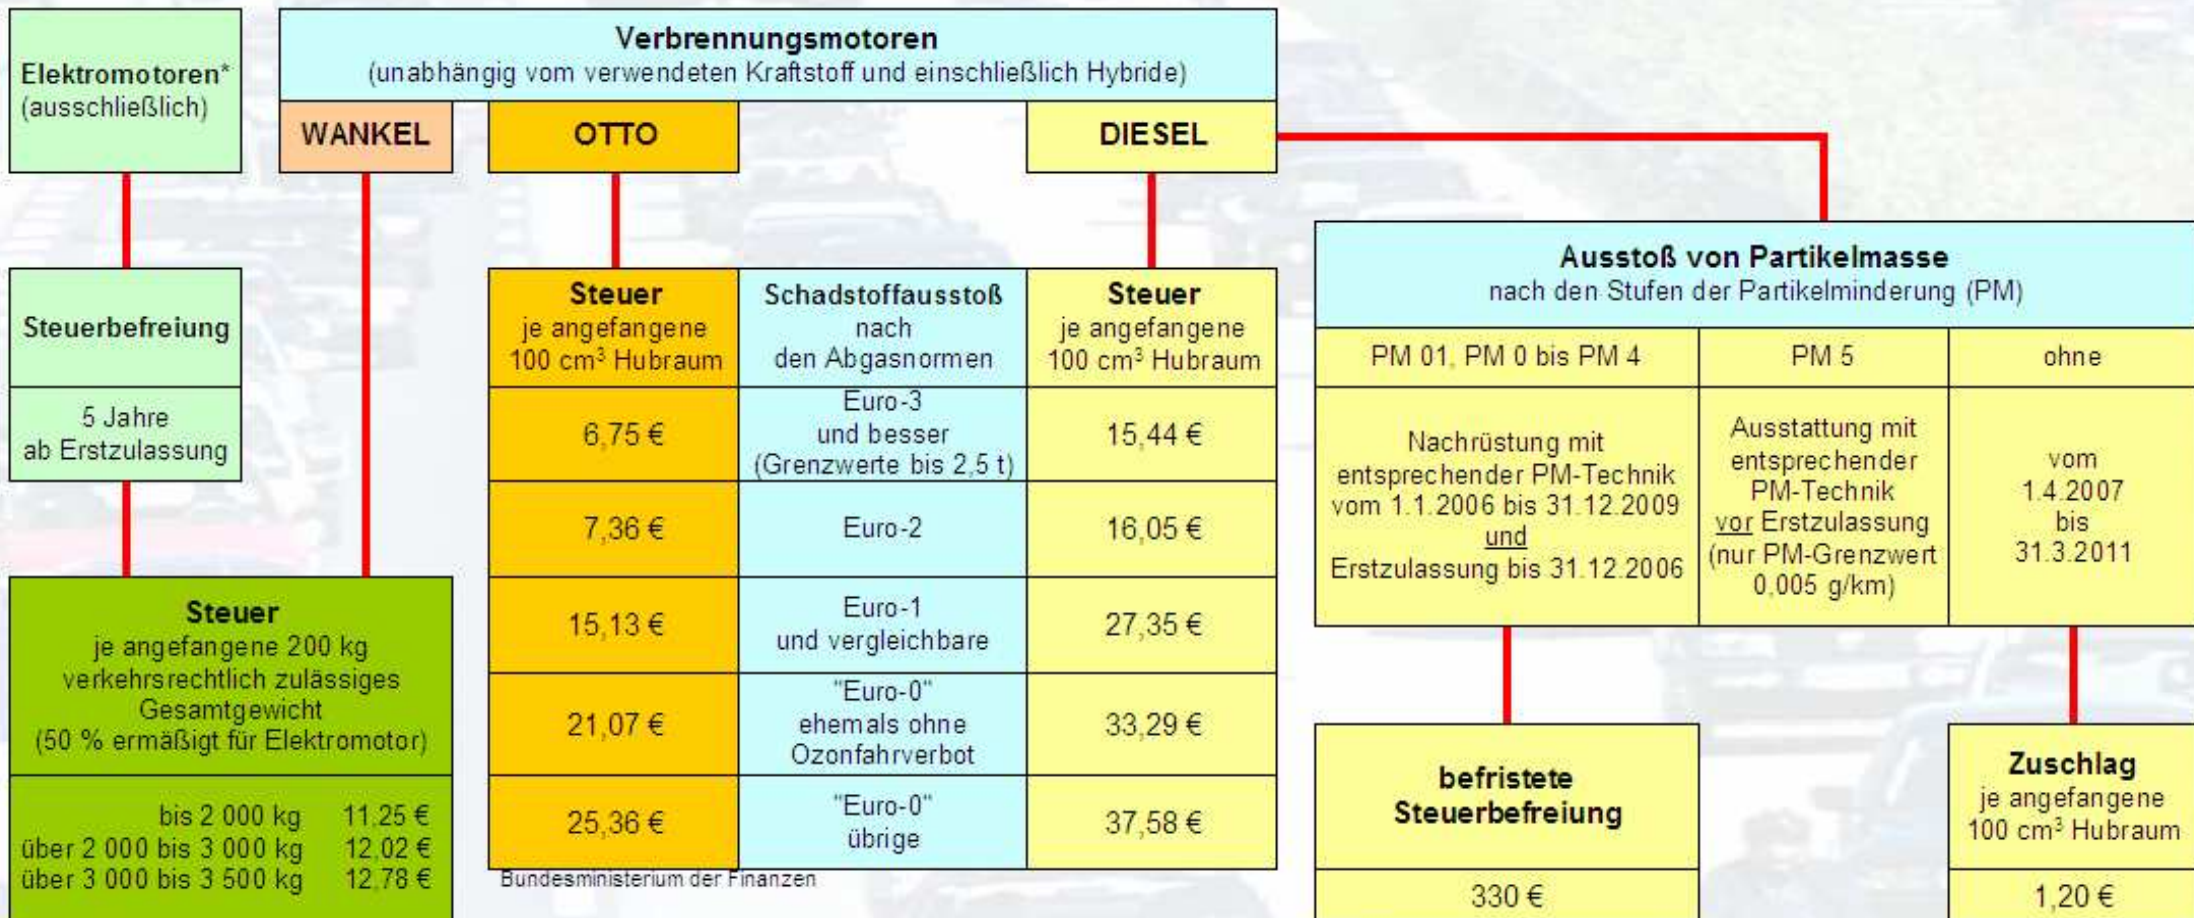 Elektromotoren*
(ausschließlich)
Verbrennungsmotoren
(unabhängig vom verwendeten Kraftstoff und einschließlich Hybride)
WANKEL
OTTO
DIESEL
Steuerbefreiung
5 Jahre
ab Erstzulassung
Steuer
je angefangene 200 kg
verkehrsrechtlich zulässiges
Gesamtgewicht
(50 % ermäßigt für Elektromotor)
bis 2 000 kg 11,25 €
über 2 000 bis 3 000 kg 12,02 €
über 3 000 bis 3 500 kg 12,78 €
Steuer
je angefangene
100 cm³ Hubraum
Schadstoffausstoß
nach
den Abgasnormen
Steuer
je angefangene
100 cm³ Hubraum
6,75 €
Euro-3
und besser
(Grenzwerte bis 2,5 t)
15,44 €
7,36 €
Euro-2
16,05 €
15,13 €
Euro-1
und vergleichbare
27,35 €
21,07 €
"Euro-0"
ehemals ohne
Ozonfahrverbot
33,29 €
25,36 €
"Euro-0"
übrige
37,58 €
Bundesministerium der Finanzen
Ausstoß von Partikelmasse
nach den Stufen der Partikelminderung (PM)
PM 01, PM 0 bis PM 4
PM 5
ohne
Nachrüstung mit
entsprechender PM-Technik
vom 1.1.2006 bis 31.12.2009
und
Erstzulassung bis 31.12.2006
Ausstattung mit
entsprechender
PM-Technik
vor Erstzulassung
(nur PM-Grenzwert
0,005 g/km)
vom
1.4.2007
bis
31.3.2011
befristete
Steuerbefreiung
330 €
Zuschlag
je angefangene
100 cm³ Hubraum
1,20 €